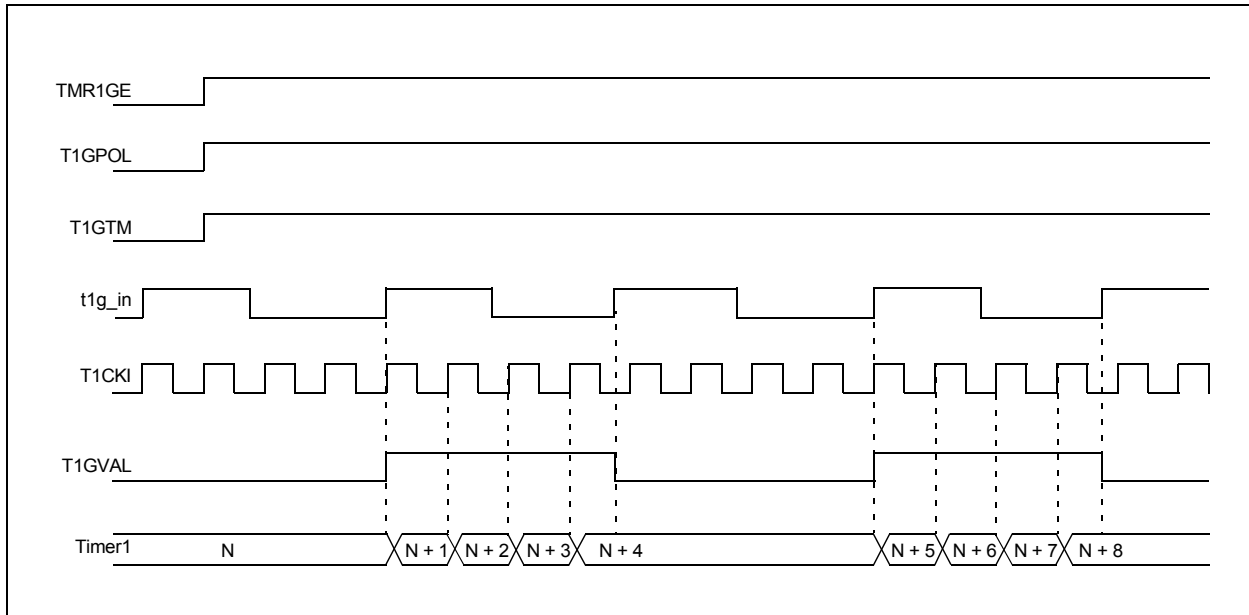 TMR1GE
T1GPOL
T1GTM
t1g_in
T1CKI
T1GVAL
Timer1 N N + 1 N + 2 N + 3 N + 4 N + 5 N + 6 N + 7 N + 8